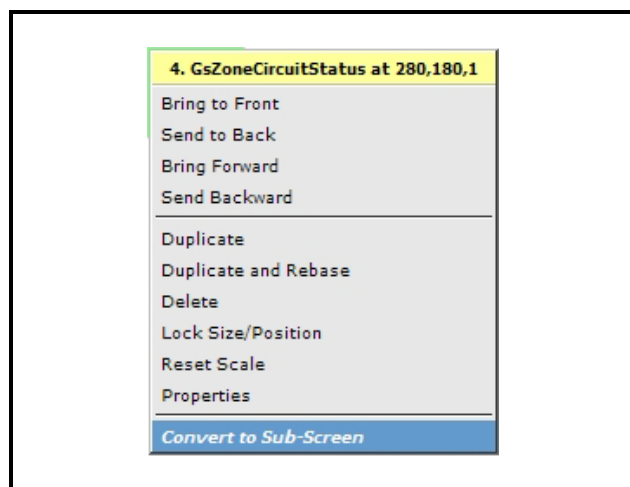 4. GsZoneCircuitStatus at 280,180,1
Bring to Front
Send to Back
Bring Forward
Send Backward
Duplicate
Duplicate and Rebase
Delete
Lock Size/Position
Reset Scale
Properties
Convert to Sub-Screen